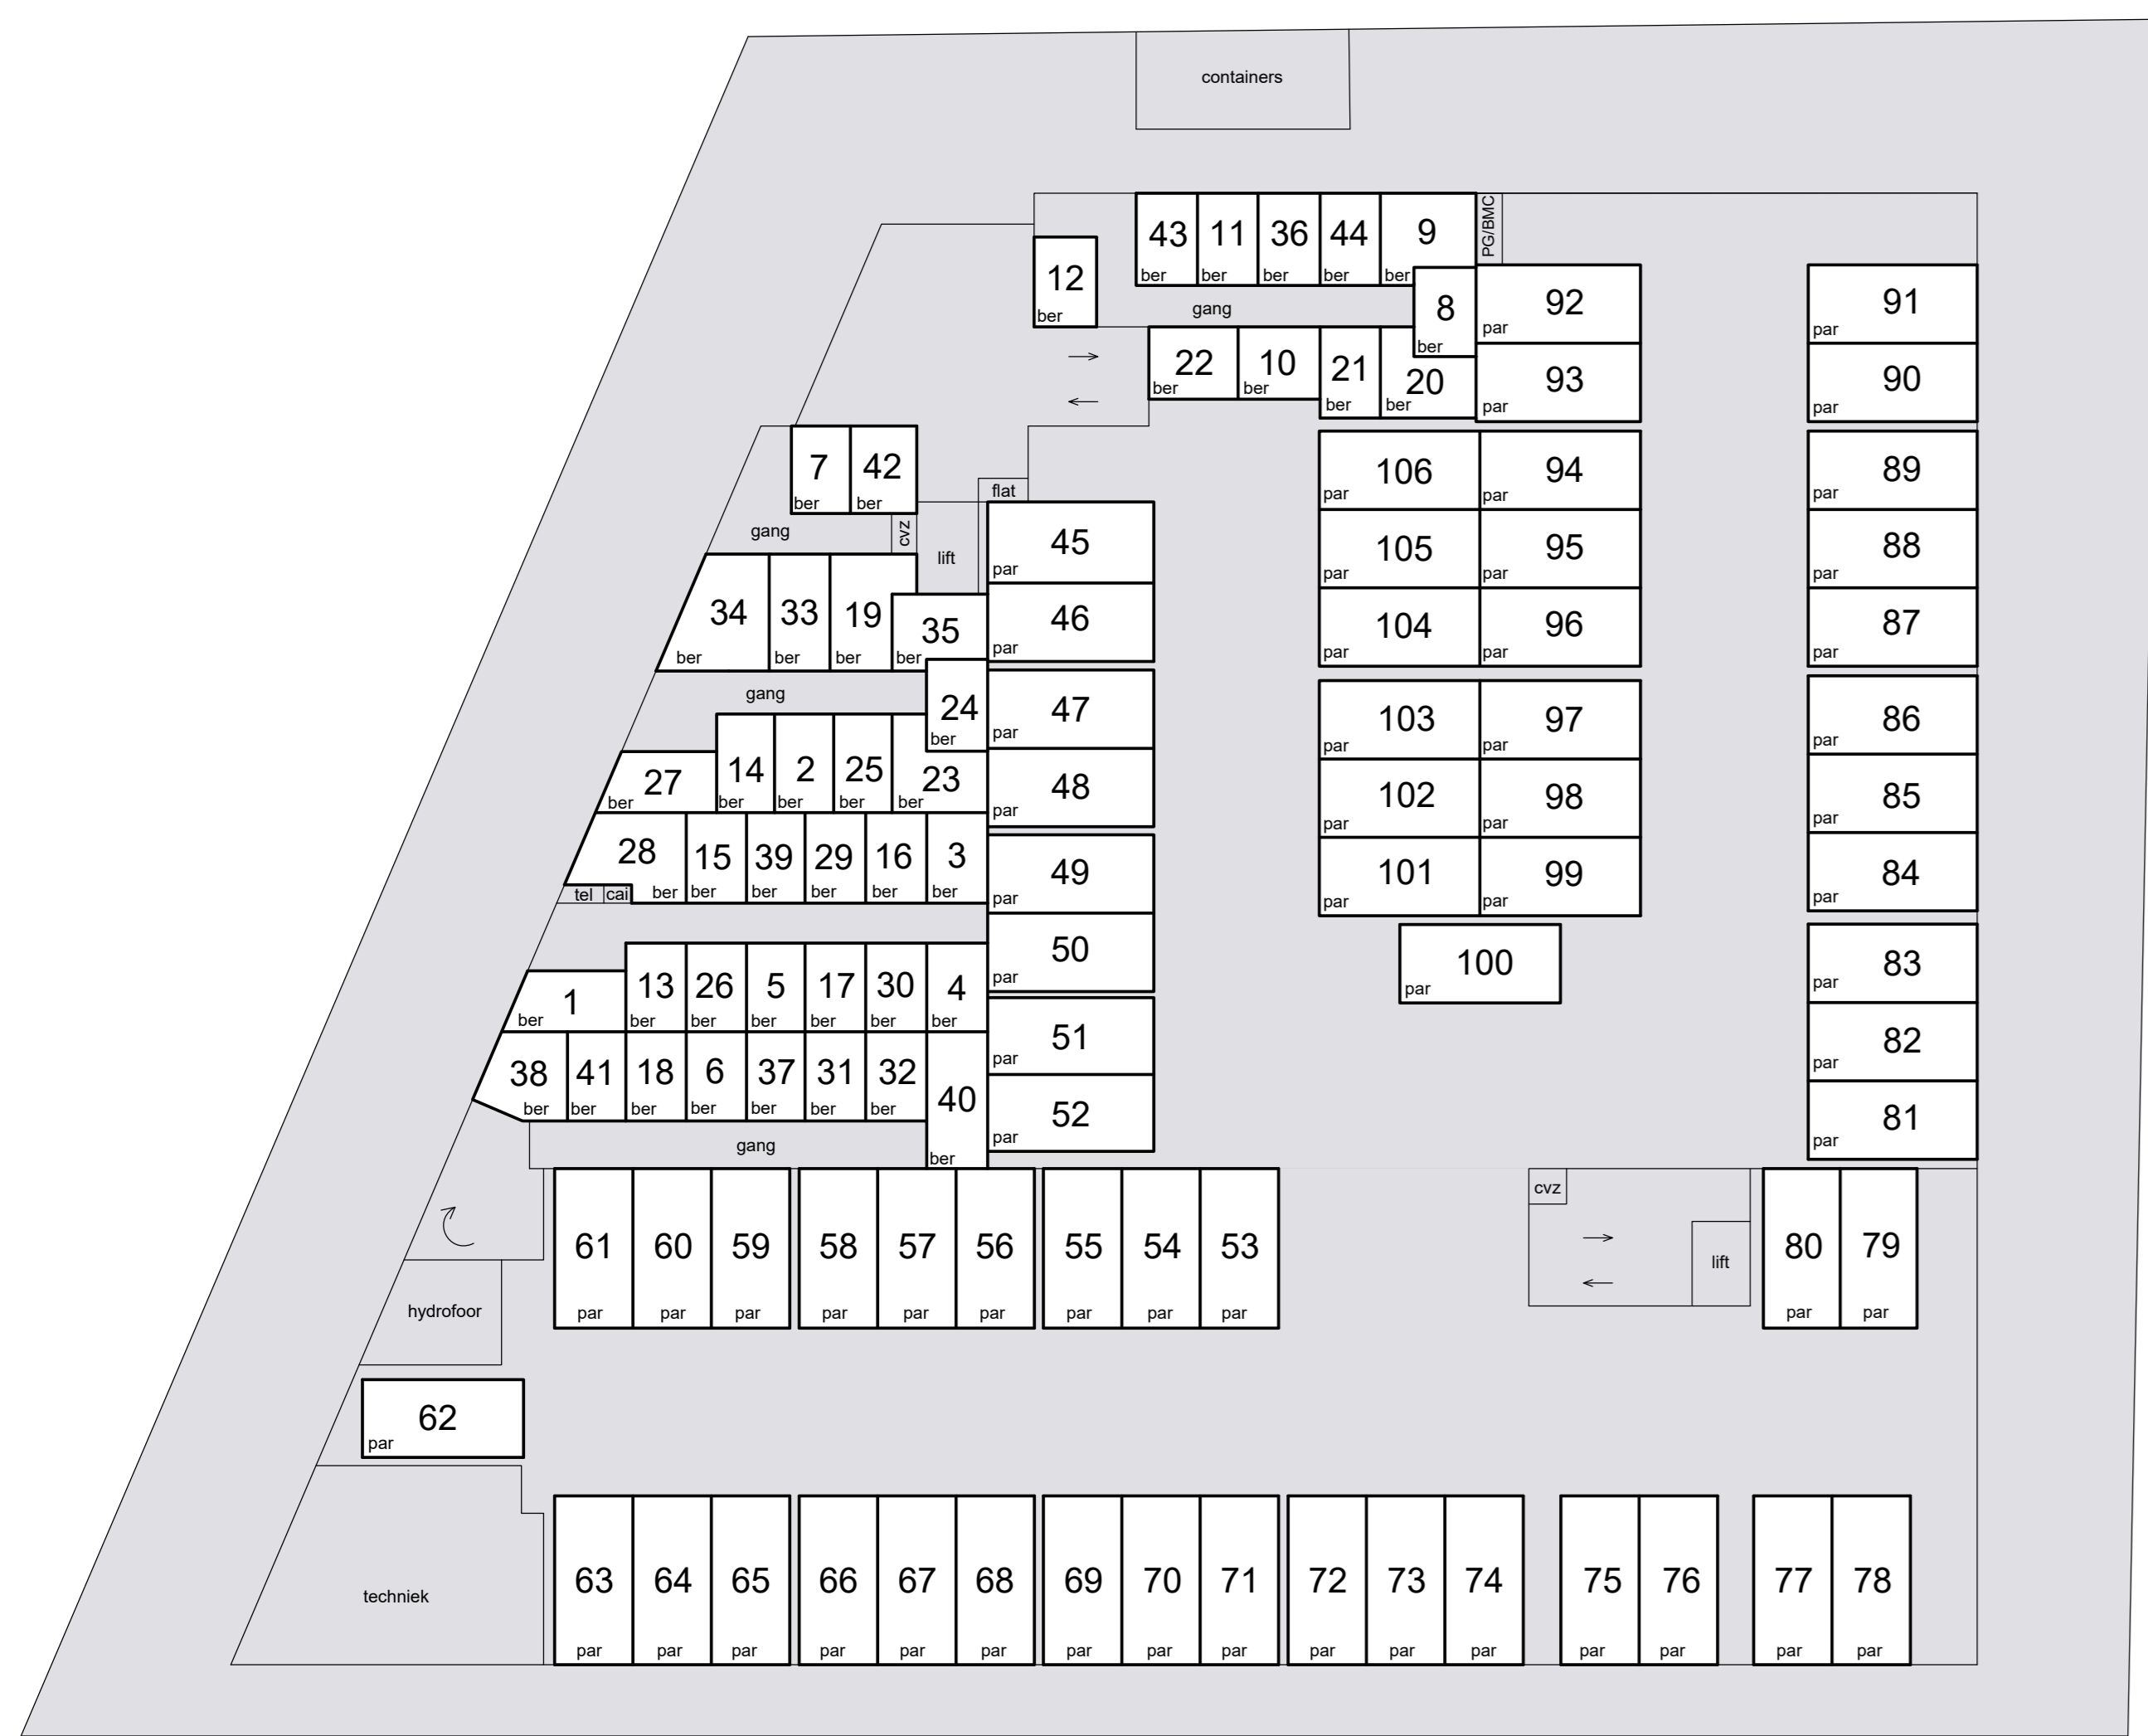 containers
43 11 36 44 9 PG/BMC
ber ber ber ber ber
12
ber
gang
8
ber
92
par
91
par
22 10 21 20
ber ber ber ber
93
par
90
par
7 42
ber ber
flat
gang
cvz
lift
45
par
106 94
par par
89
par
105 95
par par
88
par
34 33 19 35
ber ber ber ber
46
par
104 96
par par
87
par
gang
24
ber
47
par
103 97
par par
86
par
27 14 2 25 23
ber ber ber ber ber
48
par
102 98
par par
85
par
28 15 39 29 16 3
ber ber ber ber ber ber
tel cai
49
par
101 99
par par
84
par
50
par
100
par
83
par
1 13 26 5 17 30 4
ber ber ber ber ber ber ber
51
par
82
par
38 41 18 6 37 31 32 40
ber ber ber ber ber ber ber ber
52
par
81
par
gang
cvz
61 60 59 58 57 56 55 54 53
par par par par par par par par par
lift
80 79
par par
hydrofoor
62
par
techniek
63 64 65 66 67 68 69 70 71 72 73 74 75 76 77 78
par par par par par par par par par par par par par par par par